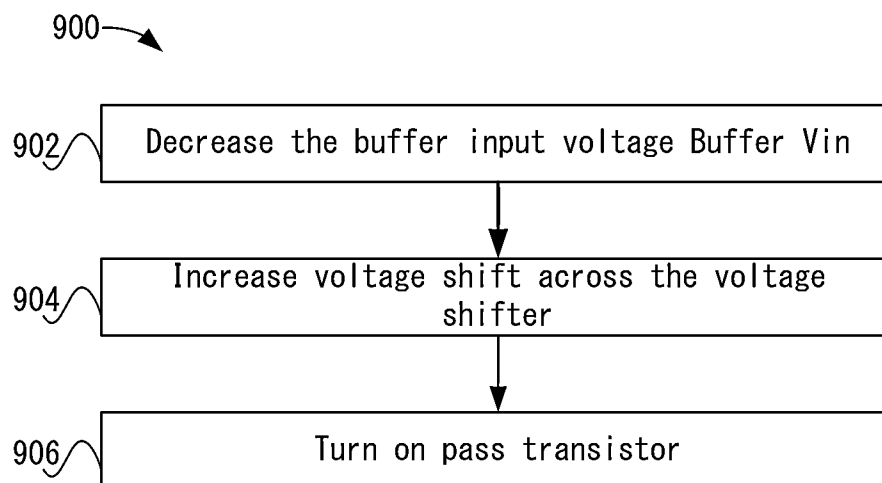 900
902
Decrease the buffer input voltage Buffer Vin
904
Increase voltage shift across the voltage
shifter
906
Turn on pass transistor